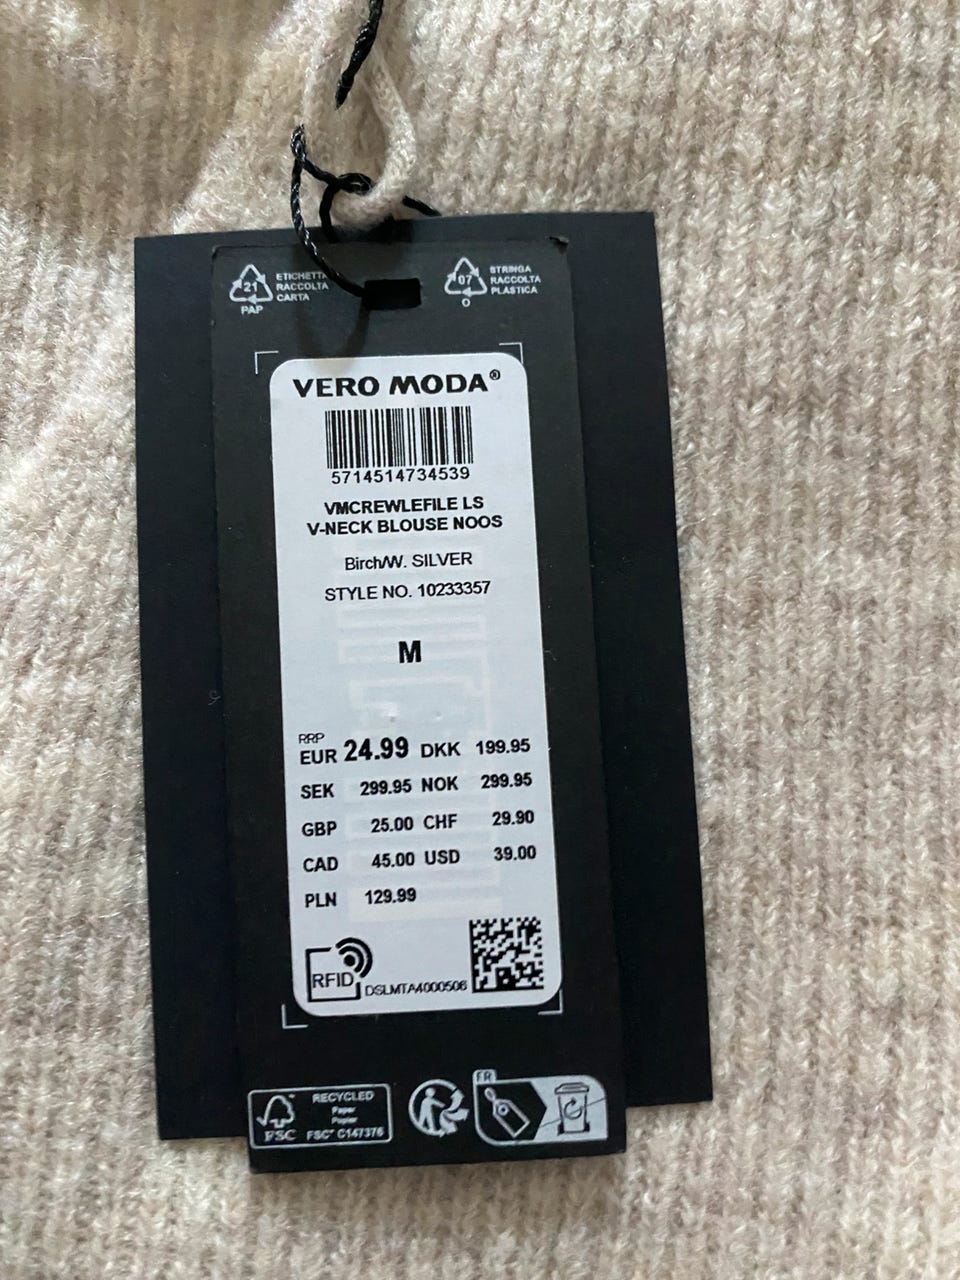 21
PAP
ETICHETTA
RACCOLTA
CARTA
07
O
STRINGA
RACCOLTA
PLASTICA
VERO MODA®
5714514734539
VMCREWLEFILE LS
V-NECK BLOUSE NOOS
Birch/W. SILVER
STYLE NO. 10233357
M
RRP
EUR 24.99 DKK 199.95
SEK 299.95 NOK 299.95
GBP 25.00 CHF 29.90
CAD 45.00 USD 39.00
PLN 129.99
RFID
DSLMTA4000506
FSC
RECYCLED
Paper
Papier
FSC® C147376
FR